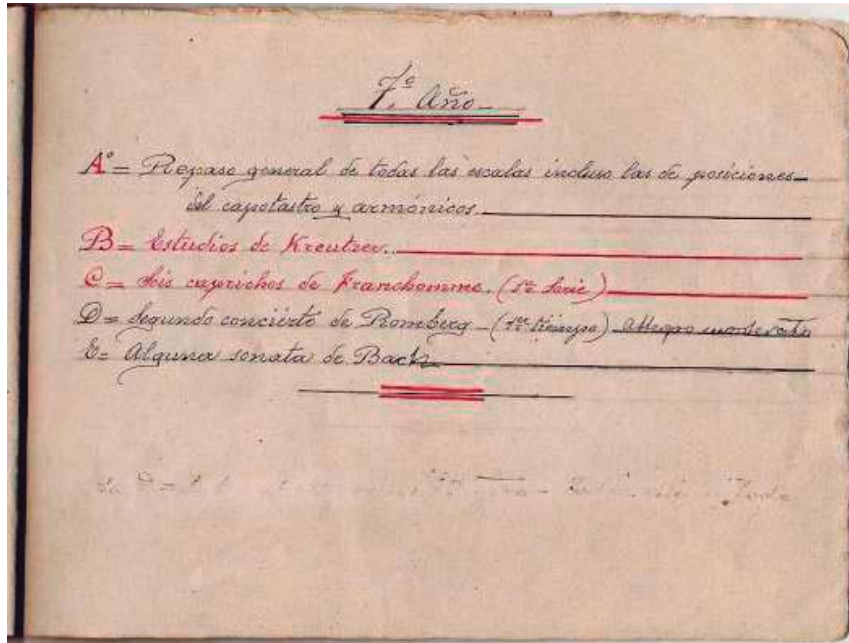 7º Año
Aº = Repaso general de todas las escalas incluso las de posiciones
del capotastro y armónicos.
B = Estudios de Kreutzer.
C = Seis caprichos de Franchomme. (1ª Serie)
D = Segundo concierto de Romberg - (1er tiempo) Allegro moderato
E = Alguna sonata de Bach